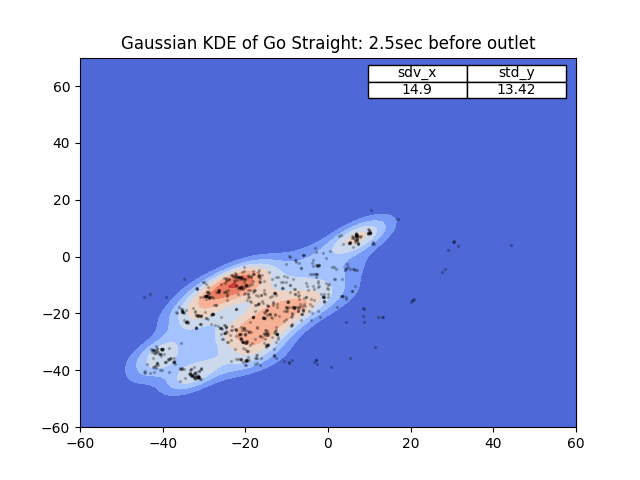 Gaussian KDE of Go Straight: 2.5sec before outlet
sdv_x std_y
14.9 13.42
60
40
20
0
−20
−40
−60
−60 −40 −20 0 20 40 60